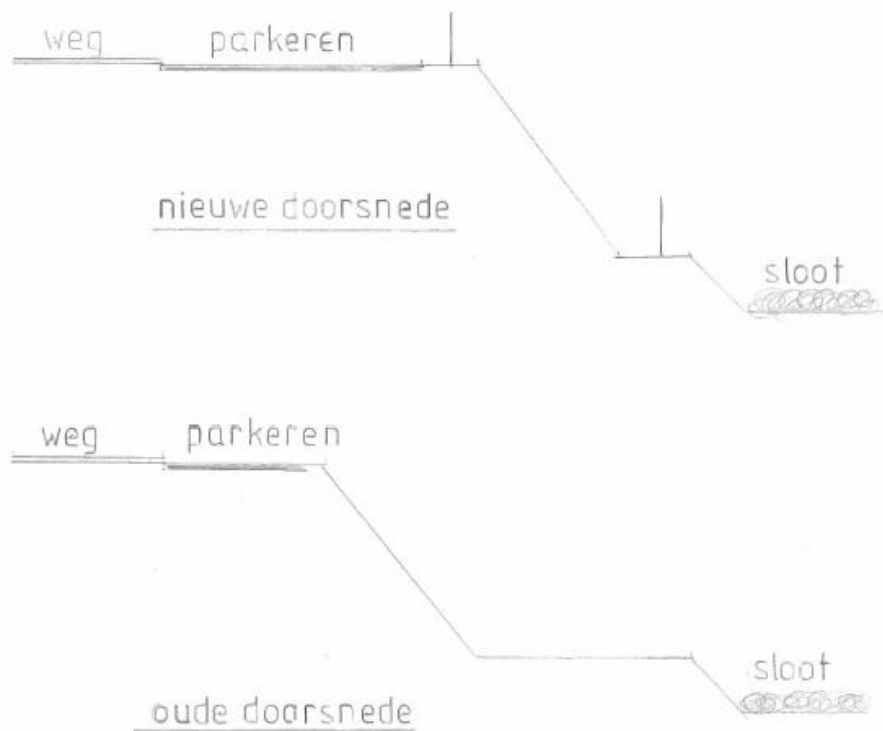 weg parkeren
nieuwe doorsnede
sloot
weg parkeren
sloot
oude doorsnede